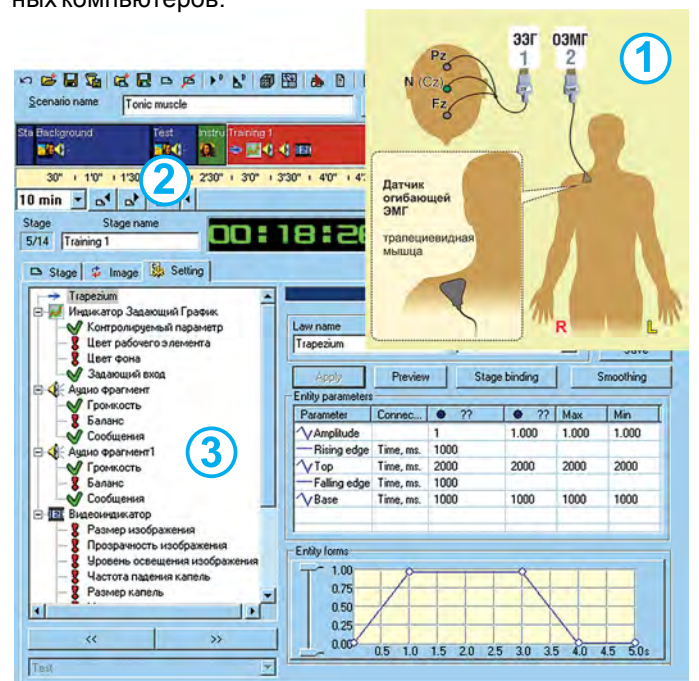 ных компьютеров.
ЭЭГ ОЭМГ
1 2
1
Pz
N (Cz)
Fz
Датчик
огибающей
ЭМГ
трапециевидная
мышца
R L
Scenario name Tonic muscle
Sta Background Test Instru Training 1
30" 1'10" 1'30 2'30" 3'0" 3'30" 4'0" 4'
2
10 min
Stage Stage name
5/14 Training 1
00:18:26
Stage Image Setting
Trapezium
Индикатор Задающий График
Контролируемый параметр
Цвет рабочего элемента
Цвет фона
Задающий вход
Аудио фрагмент
Громкость
Баланс
Сообщения
Аудио фрагмент1
Громкость
Баланс
Сообщения
Видеоиндикатор
Размер изображения
Прозрачность изображения
Уровень освещения изображения
Частота падения капель
Размер капель
3
<< >>
Test
Law name
Trapezium
Save
Apply Preview Stage binding Smoothing
Entity parameters
Parameter Connec... ?? ?? Max Min
Amplitude 1 1.000 1.000 1.000
Rising edge Time, ms. 1000
Top Time, ms. 2000 2000 2000 2000
Falling edge Time, ms. 1000
Base Time, ms. 1000 1000 1000 1000
Entity forms
1.00
0.75
0.50
0.25
0.00
0.5 1.0 1.5 2.0 2.5 3.0 3.5 4.0 4.5 5.0s